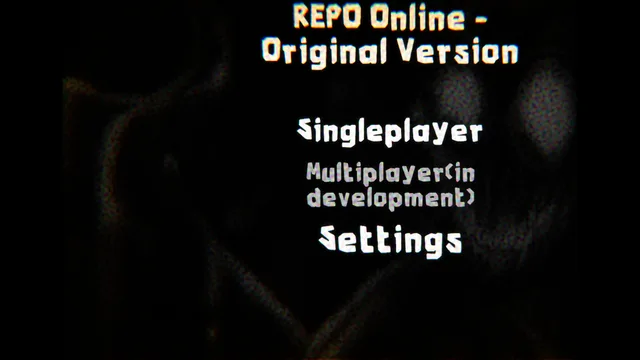 REPO Online -
Original Version
Singleplayer
Multiplayer(in
development)
Settings